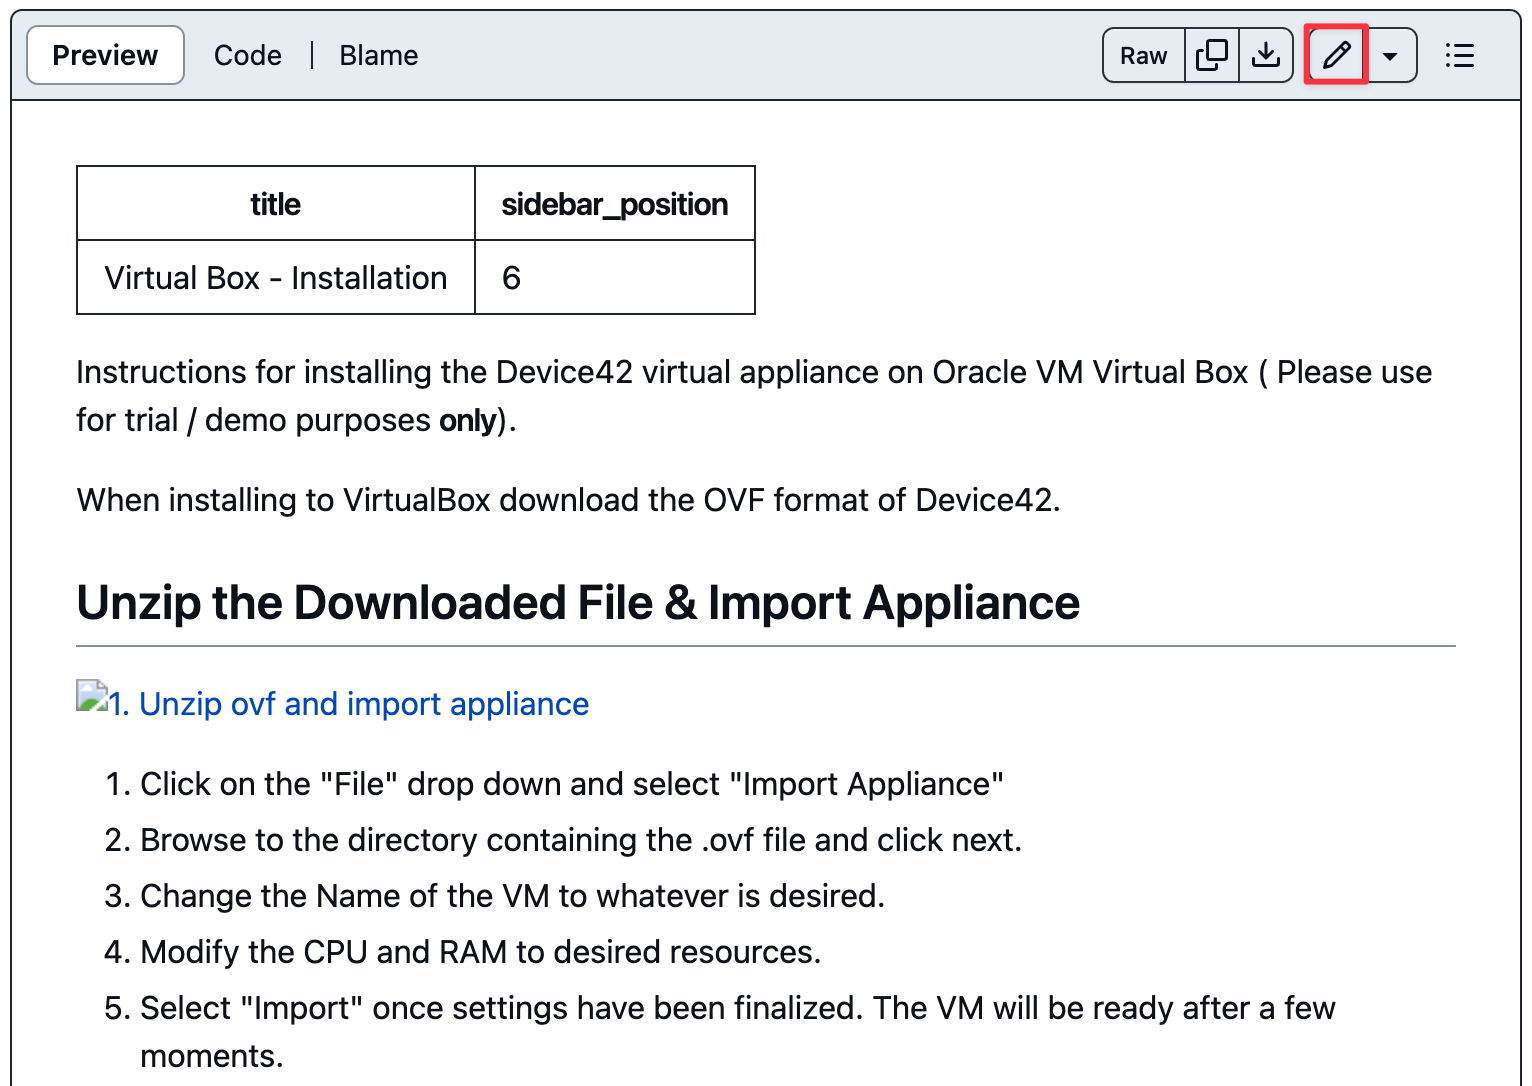 Preview Code | Blame Raw
title sidebar_position
Virtual Box - Installation 6
Instructions for installing the Device42 virtual appliance on Oracle VM Virtual Box ( Please use
for trial / demo purposes only).
When installing to VirtualBox download the OVF format of Device42.
Unzip the Downloaded File & Import Appliance
1. Unzip ovf and import appliance
1. Click on the "File" drop down and select "Import Appliance"
2. Browse to the directory containing the .ovf file and click next.
3. Change the Name of the VM to whatever is desired.
4. Modify the CPU and RAM to desired resources.
5. Select "Import" once settings have been finalized. The VM will be ready after a few
moments.